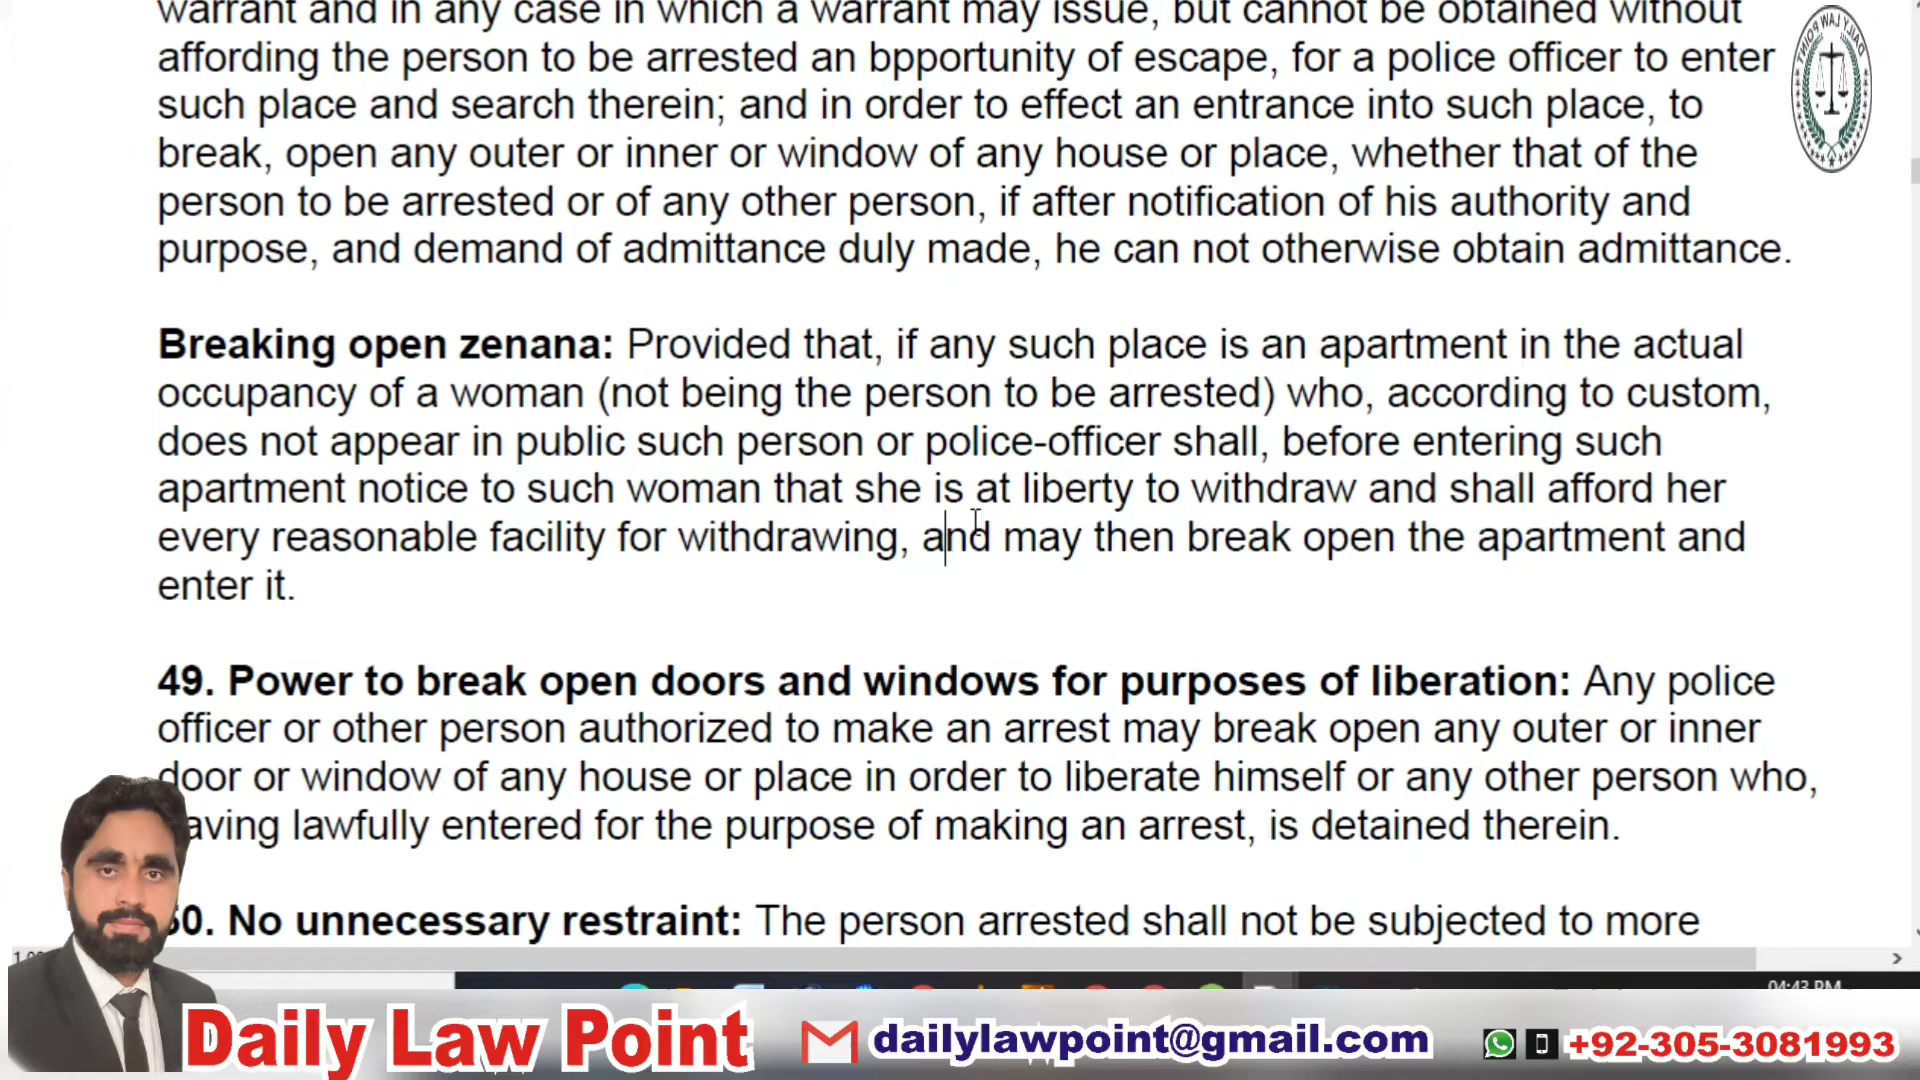 warrant and in any case in which a warrant may issue, but cannot be obtained without
affording the person to be arrested an bpportunity of escape, for a police officer to enter
such place and search therein; and in order to effect an entrance into such place, to
break, open any outer or inner or window of any house or place, whether that of the
person to be arrested or of any other person, if after notification of his authority and
purpose, and demand of admittance duly made, he can not otherwise obtain admittance.
Breaking open zenana: Provided that, if any such place is an apartment in the actual
occupancy of a woman (not being the person to be arrested) who, according to custom,
does not appear in public such person or police-officer shall, before entering such
apartment notice to such woman that she is at liberty to withdraw and shall afford her
every reasonable facility for withdrawing, and may then break open the apartment and
enter it.
49. Power to break open doors and windows for purposes of liberation: Any police
officer or other person authorized to make an arrest may break open any outer or inner
door or window of any house or place in order to liberate himself or any other person who,
aving lawfully entered for the purpose of making an arrest, is detained therein.
50. No unnecessary restraint: The person arrested shall not be subjected to more
04:43 PM
Daily Law Point
dailylawpoint@gmail.com
+92-305-3081993
DAILY LAW POINT